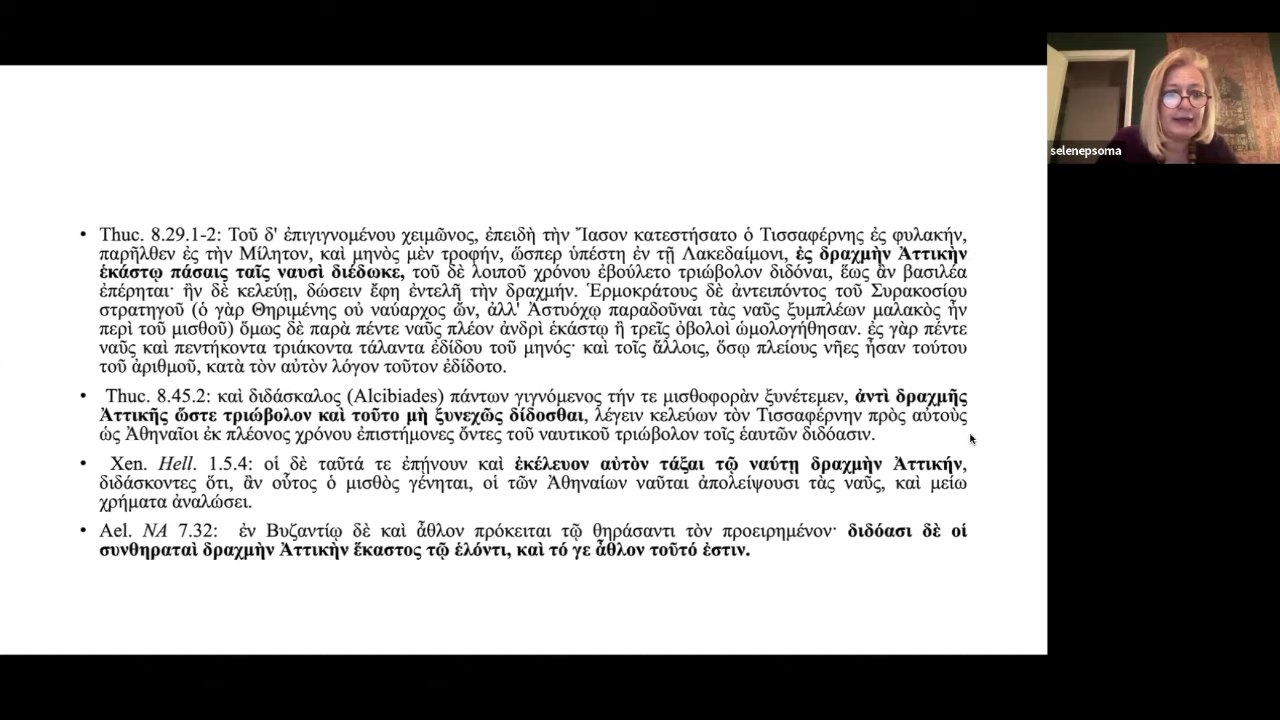 • Thuc. 8.29.1-2: Τοῦ δ' ἐπιγιγνομένου χειμῶνος, ἐπειδὴ τὴν Ἴασον κατεστήσατο ὁ Τισσαφέρνης ἐς φυλακήν,
παρῆλθεν ἐς τὴν Μίλητον, καὶ μηνὸς μὲν τροφήν, ὥσπερ ὑπέστη ἐν τῇ Λακεδαίμονι, ἐς δραχμὴν Ἀττικὴν
ἑκάστῳ πάσαις ταῖς ναυσὶ διέδωκε, τοῦ δὲ λοιποῦ χρόνου ἐβούλετο τριώβολον διδόναι, ἕως ἂν βασιλέα
ἐπέρηται· ἢν δὲ κελεύῃ, δώσειν ἔφη ἐντελῆ τὴν δραχμήν. Ἑρμοκράτους δὲ ἀντειπόντος τοῦ Συρακοσίου
στρατηγοῦ (ὁ γὰρ Θηριμένης οὐ ναύαρχος ὤν, ἀλλ' Ἀστυόχῳ παραδοῦναι τὰς ναῦς ξυμπλέων μαλακὸς ἦν
περὶ τοῦ μισθοῦ) ὅμως δὲ παρὰ πέντε ναῦς πλέον ἀνδρὶ ἑκάστῳ ἢ τρεῖς ὀβολοὶ ὡμολογήθησαν. ἐς γὰρ πέντε
ναῦς καὶ πεντήκοντα τριάκοντα τάλαντα ἐδίδου τοῦ μηνός· καὶ τοῖς ἄλλοις, ὅσῳ πλείους νῆες ἦσαν τούτου
τοῦ ἀριθμοῦ, κατὰ τὸν αὐτὸν λόγον τοῦτον ἐδίδοτο.
• Thuc. 8.45.2: καὶ διδάσκαλος (Alcibiades) πάντων γιγνόμενος τήν τε μισθοφορὰν ξυνέτεμεν, ἀντὶ δραχμῆς
Ἀττικῆς ὥστε τριώβολον καὶ τοῦτο μὴ ξυνεχῶς δίδοσθαι, λέγειν κελεύων τὸν Τισσαφέρνην πρὸς αὐτοὺς
ὡς Ἀθηναῖοι ἐκ πλέονος χρόνου ἐπιστήμονες ὄντες τοῦ ναυτικοῦ τριώβολον τοῖς ἑαυτῶν διδόασιν.
• Xen. Hell. 1.5.4: οἱ δὲ ταῦτά τε ἐπῄνουν καὶ ἐκέλευον αὐτὸν τάξαι τῷ ναύτῃ δραχμὴν Ἀττικήν,
διδάσκοντες ὅτι, ἂν οὗτος ὁ μισθὸς γένηται, οἱ τῶν Ἀθηναίων ναῦται ἀπολείψουσι τὰς ναῦς, καὶ μείω
χρήματα ἀναλώσει.
• Ael. NA 7.32: ἐν Βυζαντίῳ δὲ καὶ ἆθλον πρόκειται τῷ θηράσαντι τὸν προειρημένον· διδόασι δὲ οἱ
συνθηραταὶ δραχμὴν Ἀττικὴν ἕκαστος τῷ ἑλόντι, καὶ τό γε ἆθλον τοῦτό ἐστιν.
selenepsoma